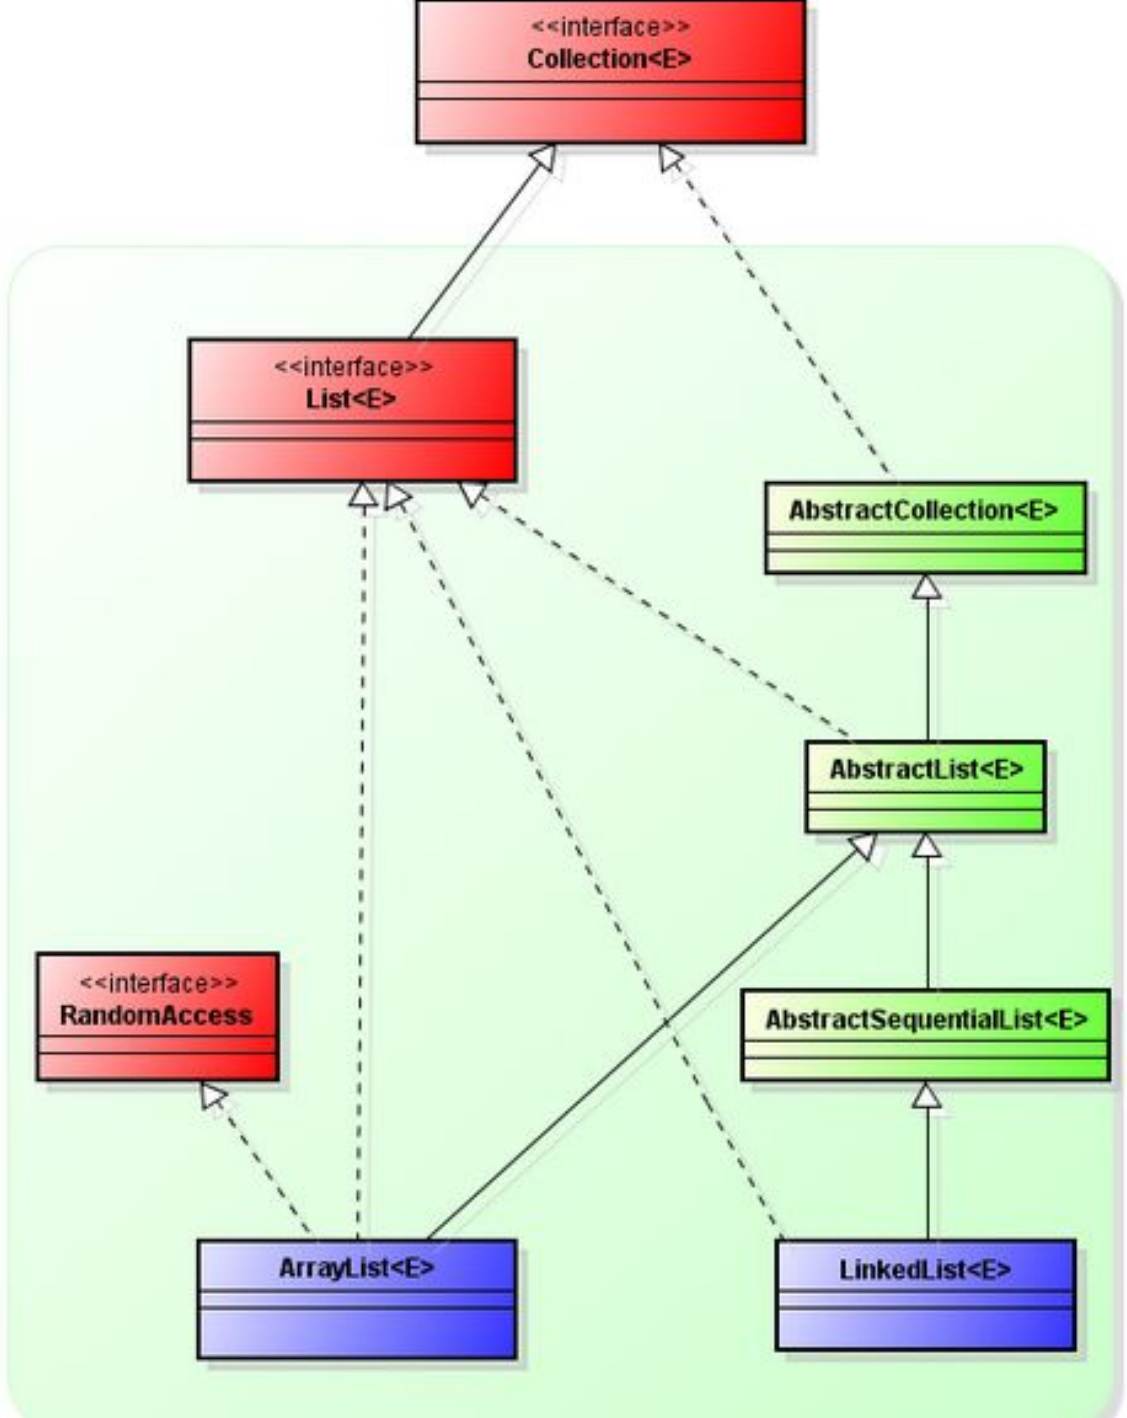 <<interface>>
Collection<E>
<<interface>>
List<E>
AbstractCollection<E>
AbstractList<E>
<<interface>>
RandomAccess
AbstractSequentialList<E>
ArrayList<E>
LinkedList<E>